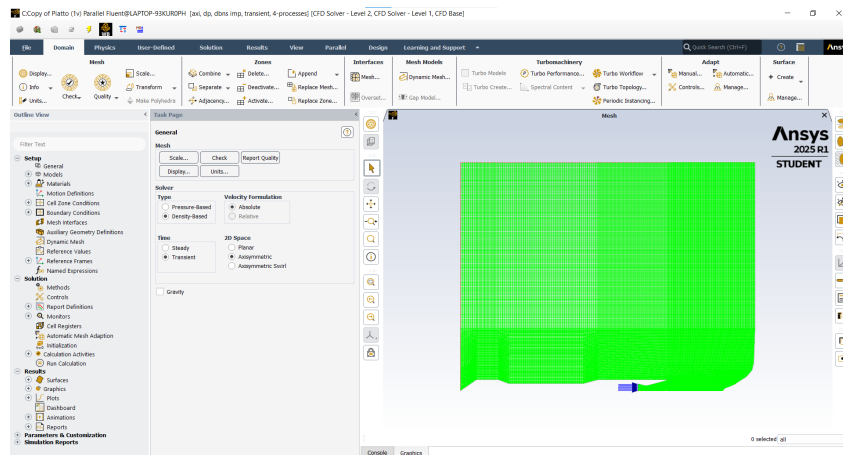 C:Copy of Piatto (1v) Parallel Fluent@LAPTOP-93KUR0PH [axi, dp, dbns imp, transient, 4-processes] [CFD Solver - Level 2, CFD Solver - Level 1, CFD Base]
File Domain Physics User-Defined Solution Results View Parallel Design Learning and Support Quick Search (Ctrl+F) Ans
Mesh Zones Interfaces Mesh Models Turbomachinery Adapt Surface
Display... Scale... Combine Delete... Append Mesh... Dynamic Mesh... Turbo Models Turbo Performance... Turbo Workflow Manual... Automatic... + Create
Info Check Quality Transform Separate Deactivate... Replace Mesh... Turbo Create... Spectral Content Turbo Topology... Controls... Manage...
Units... Make Polyhedra Adjacency... Activate... Replace Zone... Overset... Gap Model... Periodic Instancing... Manage...
Outline View
Filter Text
Setup
General
Models
Materials
Motion Definitions
Cell Zone Conditions
Boundary Conditions
Mesh Interfaces
Auxiliary Geometry Definitions
Dynamic Mesh
Reference Values
Reference Frames
Named Expressions
Solution
Methods
Controls
Report Definitions
Monitors
Cell Registers
Automatic Mesh Adaption
Initialization
Calculation Activities
Run Calculation
Results
Surfaces
Graphics
Plots
Dashboard
Animations
Reports
Parameters & Customization
Simulation Reports
Task Page
General
Mesh
Scale... Check Report Quality
Display... Units...
Solver
Type Velocity Formulation
Pressure-Based Absolute
Density-Based Relative
Time 2D Space
Steady Planar
Transient Axisymmetric
Axisymmetric Swirl
Gravity
Mesh
Ansys
2025 R1
STUDENT
0 selected all
Console Graphics